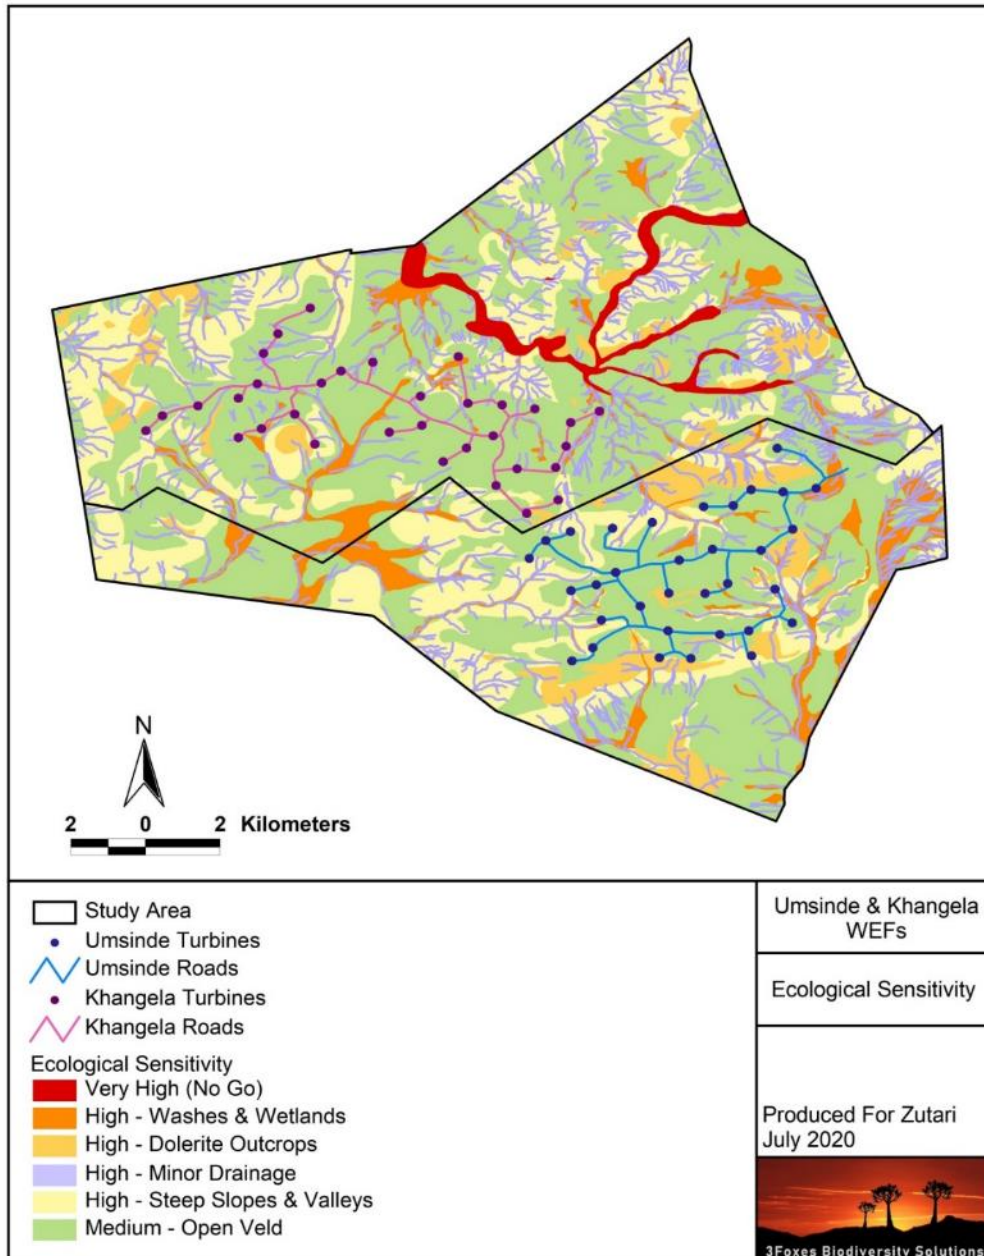 N
2 0 2 Kilometers
Study Area
Umsinde Turbines
Umsinde Roads
Khangela Turbines
Khangela Roads
Ecological Sensitivity
Very High (No Go)
High - Washes & Wetlands
High - Dolerite Outcrops
High - Minor Drainage
High - Steep Slopes & Valleys
Medium - Open Veld
Umsinde & Khangela
WEFs
Ecological Sensitivity
Produced For Zutari
July 2020
3Foxes Biodiversity Solutions